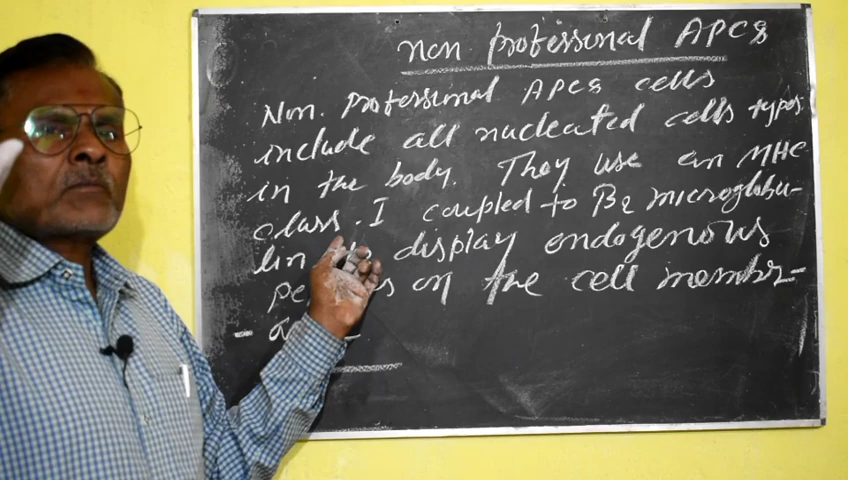 non professional APCs
Non. Professional APCs cells
include all nucleated cells types
in the body. They use an MHC
class. I coupled to B2 microglobu-
lin display endogenous
on the cell membr-
-